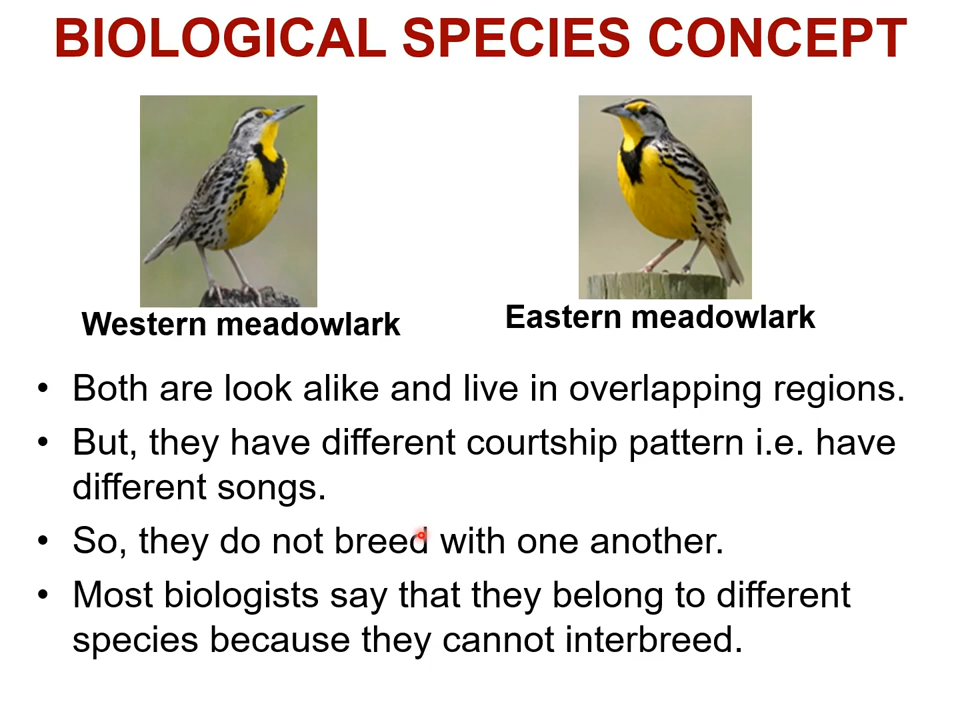 BIOLOGICAL SPECIES CONCEPT
Western meadowlark
Eastern meadowlark
• Both are look alike and live in overlapping regions.
• But, they have different courtship pattern i.e. have
different songs.
• So, they do not breed with one another.
• Most biologists say that they belong to different
species because they cannot interbreed.